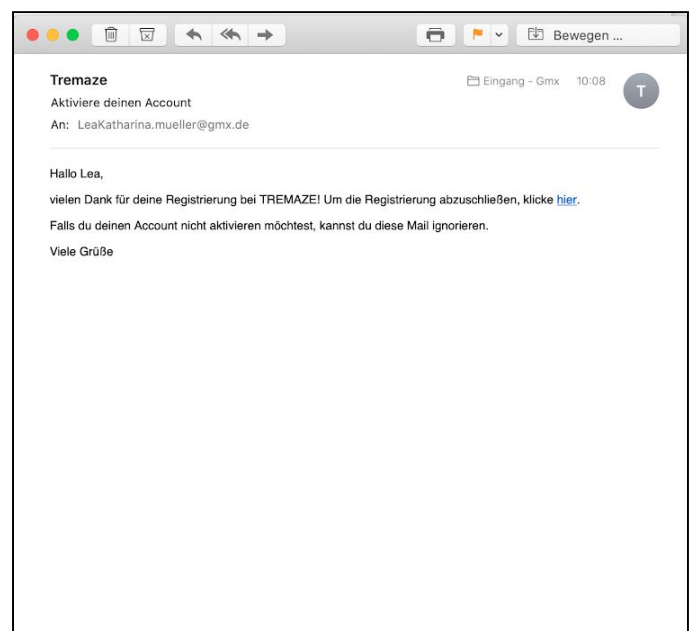 Bewegen ...
Tremaze
Eingang - Gmx 10:08
T
Aktiviere deinen Account
An: LeaKatharina.mueller@gmx.de
Hallo Lea,
vielen Dank für deine Registrierung bei TREMAZE! Um die Registrierung abzuschließen, klicke hier.
Falls du deinen Account nicht aktivieren möchtest, kannst du diese Mail ignorieren.
Viele Grüße